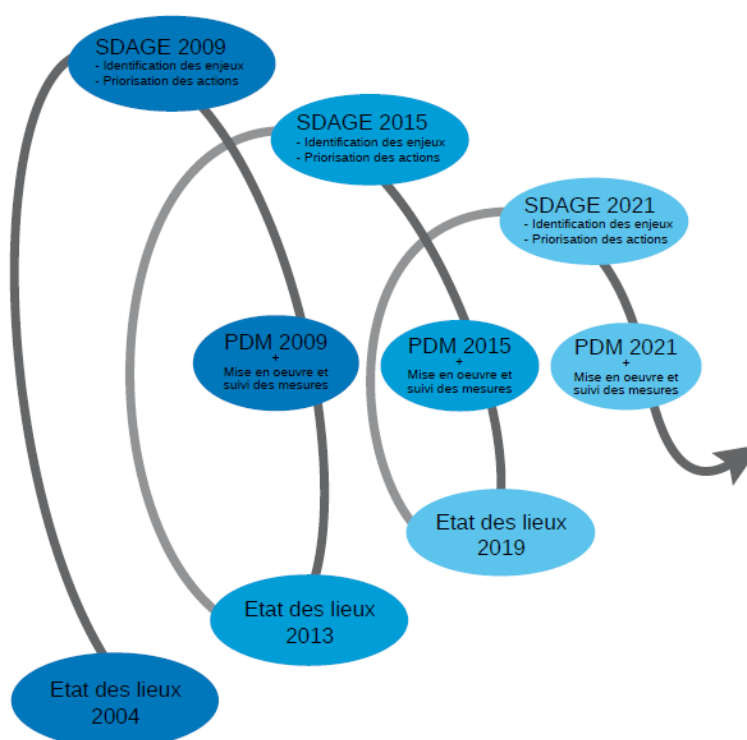 SDAGE 2009
- Identification des enjeux
- Priorisation des actions
SDAGE 2015
- Identification des enjeux
- Priorisation des actions
SDAGE 2021
- Identification des enjeux
- Priorisation des actions
PDM 2009
+
Mise en oeuvre et
suivi des mesures
PDM 2015
+
Mise en oeuvre et
suivi des mesures
PDM 2021
+
Mise en oeuvre et
suivi des mesures
Etat des lieux
2019
Etat des lieux
2013
Etat des lieux
2004